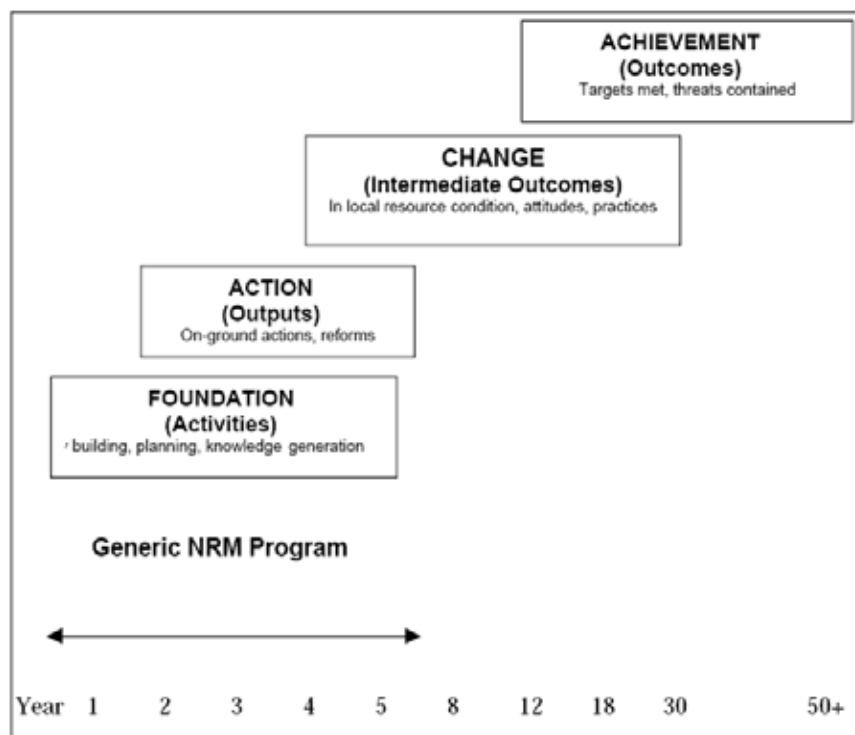 ACHIEVEMENT
(Outcomes)
Targets met, threats contained
CHANGE
(Intermediate Outcomes)
In local resource condition, attitudes, practices
ACTION
(Outputs)
On-ground actions, reforms
FOUNDATION
(Activities)
building, planning, knowledge generation
Generic NRM Program
Year 1 2 3 4 5 8 12 18 30 50+